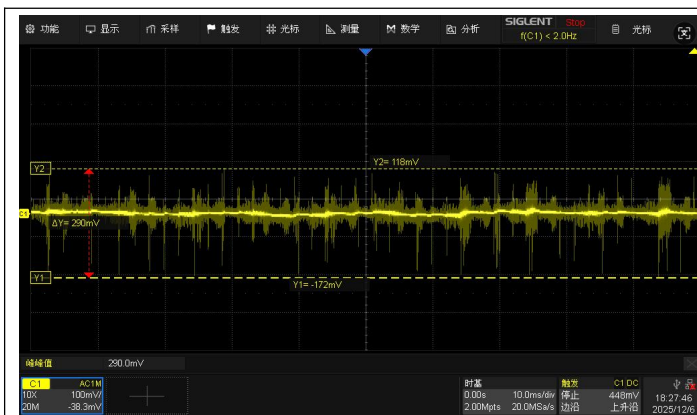 功能 显示 采样 触发 光标 测量 数学 分析 SIGLENT Stop 光标
f(C1) < 2.0Hz
Y2
Y2= 118mV
C1
ΔY= 290mV
Y1
Y1= -172mV
峰峰值 290.0mV
C1 AC1M 时基 触发 C1 DC
10X 100mV/ 0.00s 10.0ms/div 停止 448mV 18:27:46
20M -38.3mV 2.00Mpts 20.0MSa/s 边沿 上升沿 2025/12/6